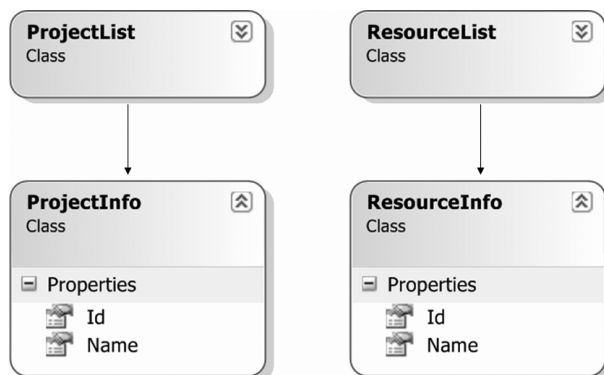 ProjectList
Class
ResourceList
Class
ProjectInfo
Class
Properties
Id
Name
ResourceInfo
Class
Properties
Id
Name